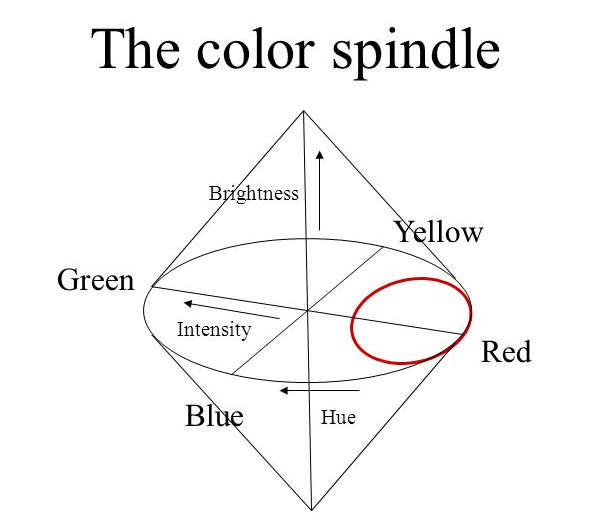 The color spindle
Brightness
Yellow
Green
Intensity
Red
Blue
Hue